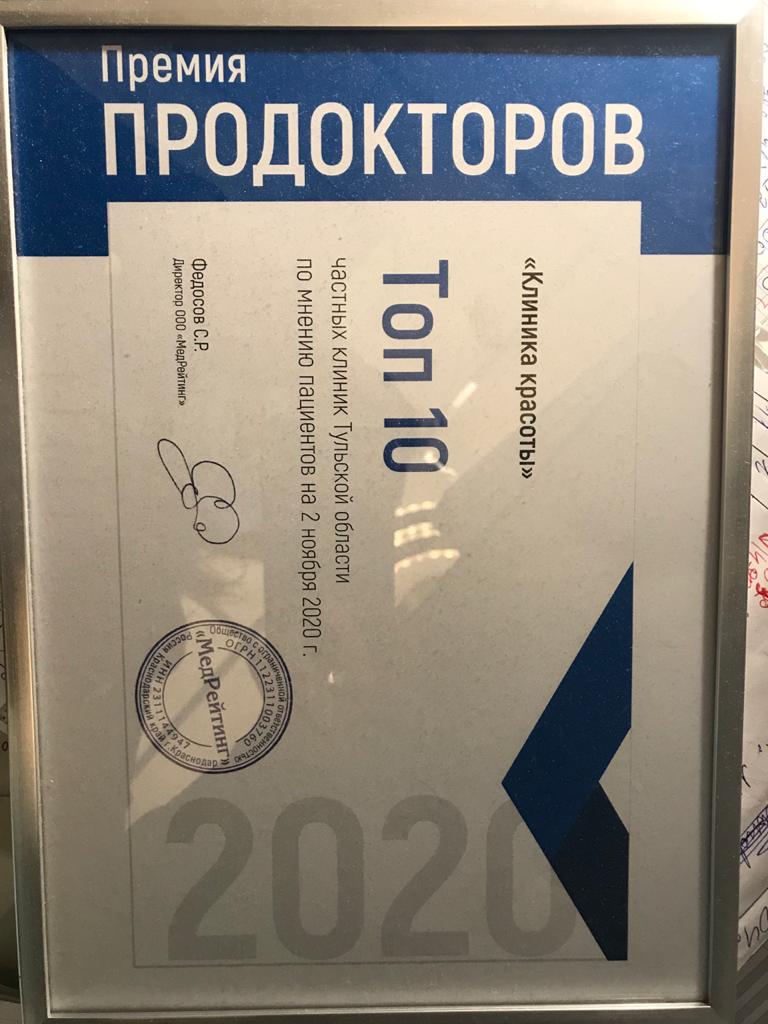 Премия
ПРОДОКТОРОВ
«Клиника красоты»
Топ 10
частных клиник Тульской области
по мнению пациентов на 2 ноября 2020 г.
Федосов С.Р.
Директор ООО «МедРейтинг»
Общество с ограниченной ответственностью
ОГРН 1122311003760
«МедРейтинг»
ИНН 2311144947
Россия Краснодарский край г. Краснодар
2020